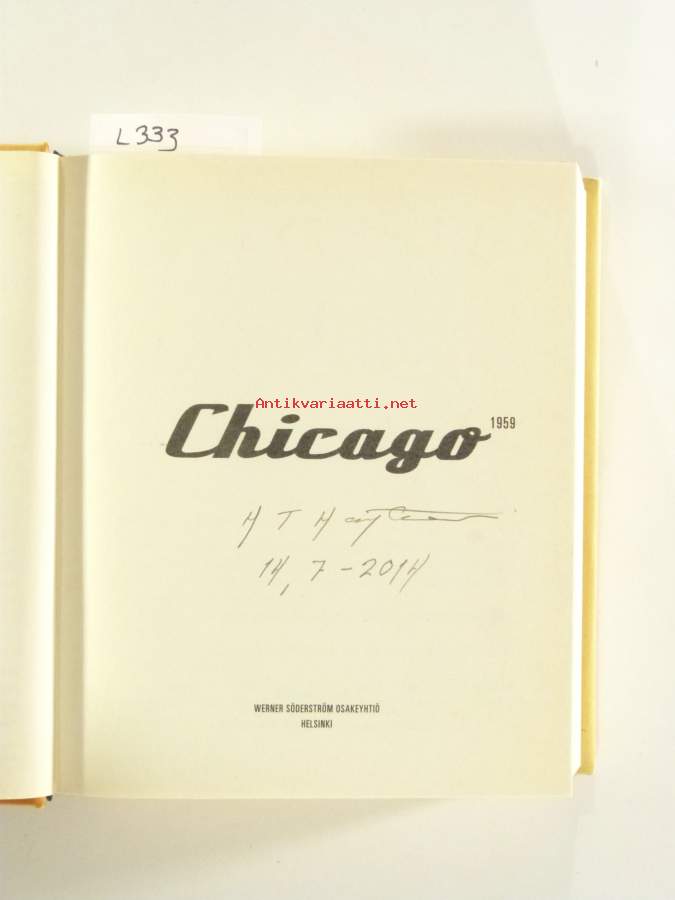 L333
Antikvariaatti.net
Chicago 1959
14, 7-2014
WERNER SÖDERSTRÖM OSAKEYHTIÖ
HELSINKI